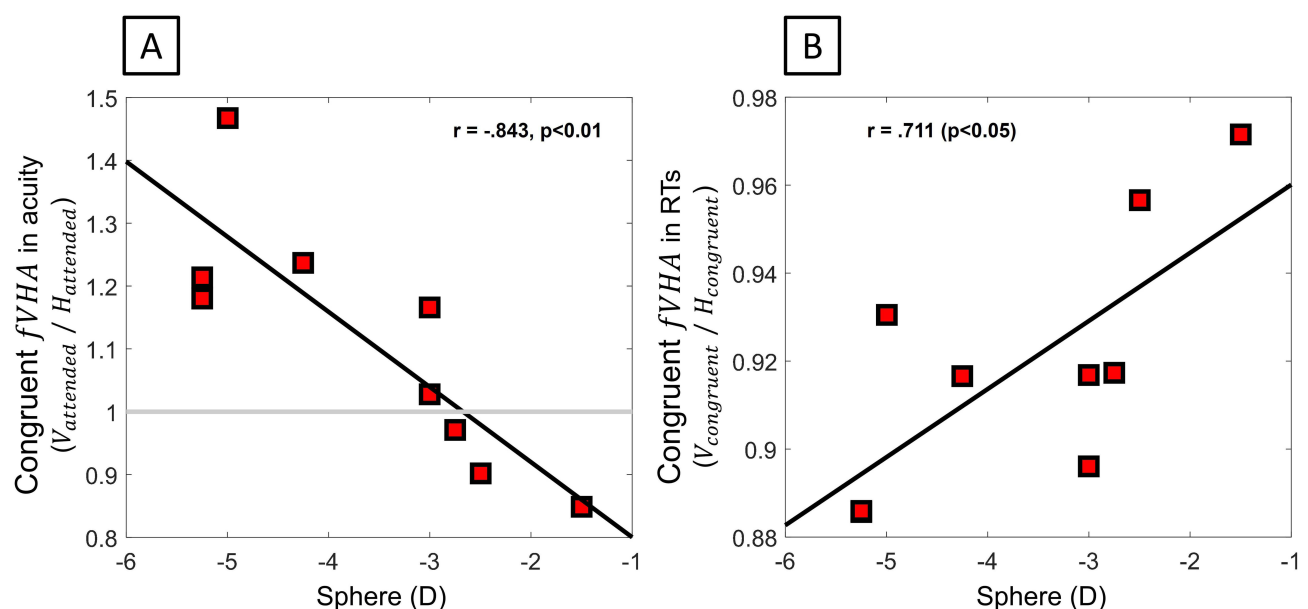 A
Congruent fVHA in acuity
(Vattended / Hattended)
1.5
1.4
1.3
1.2
1.1
1
0.9
0.8
r = -.843, p<0.01
-6 -5 -4 -3 -2 -1
Sphere (D)
B
Congruent fVHA in RTs
(Vcongruent / Hcongruent)
0.98
0.96
0.94
0.92
0.9
0.88
r = .711 (p<0.05)
-6 -5 -4 -3 -2 -1
Sphere (D)